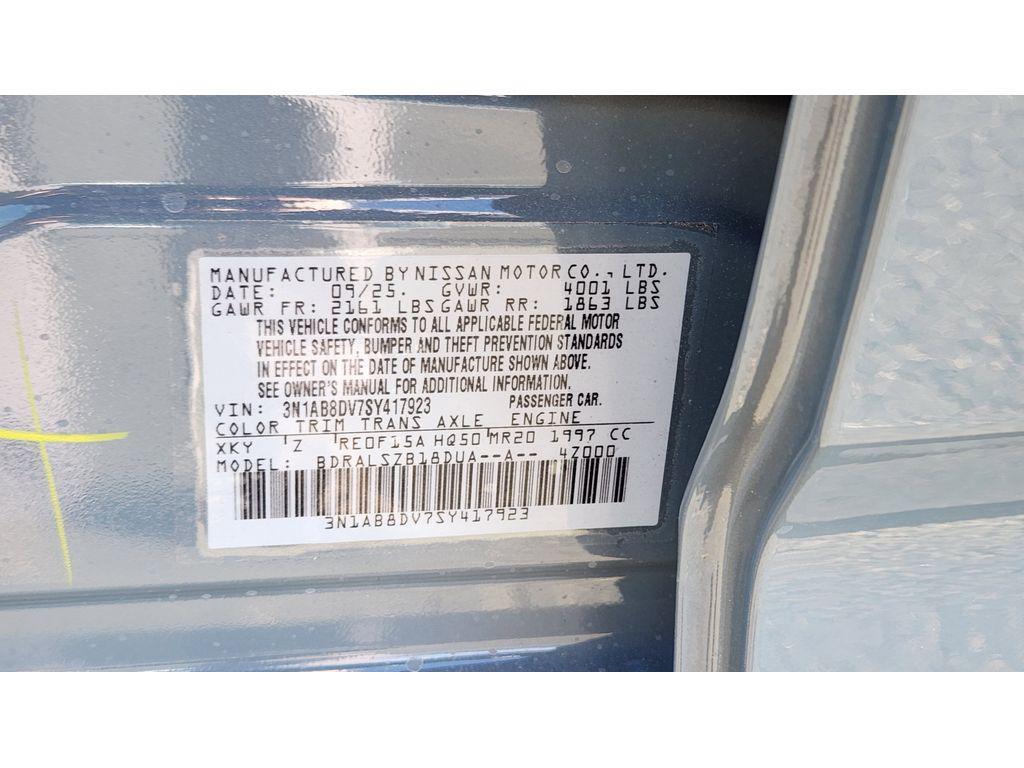 MANUFACTURED BY NISSAN MOTOR CO., LTD.
DATE: 09/25. GVWR: 4001 LBS
GAWR FR: 2161 LBS GAWR RR: 1863 LBS
THIS VEHICLE CONFORMS TO ALL APPLICABLE FEDERAL MOTOR
VEHICLE SAFETY, BUMPER AND THEFT PREVENTION STANDARDS
IN EFFECT ON THE DATE OF MANUFACTURE SHOWN ABOVE.
SEE OWNER'S MANUAL FOR ADDITIONAL INFORMATION.
VIN: 3N1AB8DV7SY417923 PASSENGER CAR.
COLOR TRIM TRANS AXLE ENGINE
XKY Z RE0F15A HQ50 MR20 1997 CC
MODEL: BDRALSZB18DUA--A-- 4Z000
3N1AB8DV7SY417923